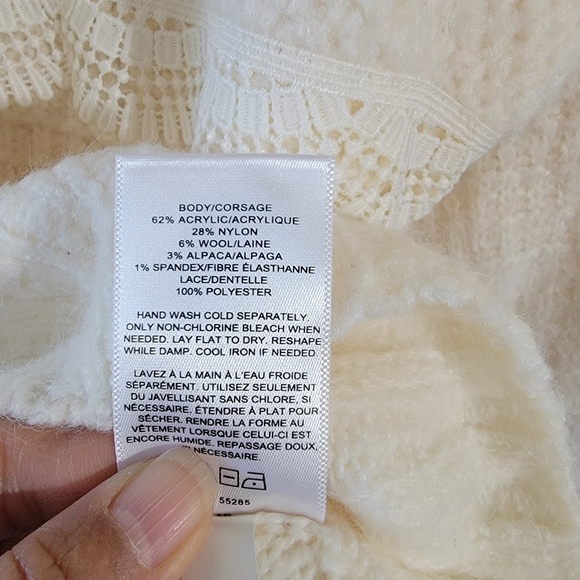 BODY/CORSAGE
62% ACRYLIC/ACRYLIQUE
28% NYLON
6% WOOL/LAINE
3% ALPACA/ALPAGA
1% SPANDEX/FIBRE ÉLASTHANNE
LACE/DENTELLE
100% POLYESTER
HAND WASH COLD SEPARATELY.
ONLY NON-CHLORINE BLEACH WHEN
NEEDED. LAY FLAT TO DRY. RESHAPE
WHILE DAMP. COOL IRON IF NEEDED.
LAVEZ À LA MAIN À L'EAU FROIDE
SÉPARÉMENT. UTILISEZ SEULEMENT
DU JAVELLISANT SANS CHLORE, SI
NÉCESSAIRE. ÉTENDRE À PLAT POUR
SÉCHER. RENDRE LA FORME AU
VÊTEMENT LORSQUE CELUI-CI EST
ENCORE HUMIDE. REPASSAGE DOUX,
NÉCESSAIRE.
55285